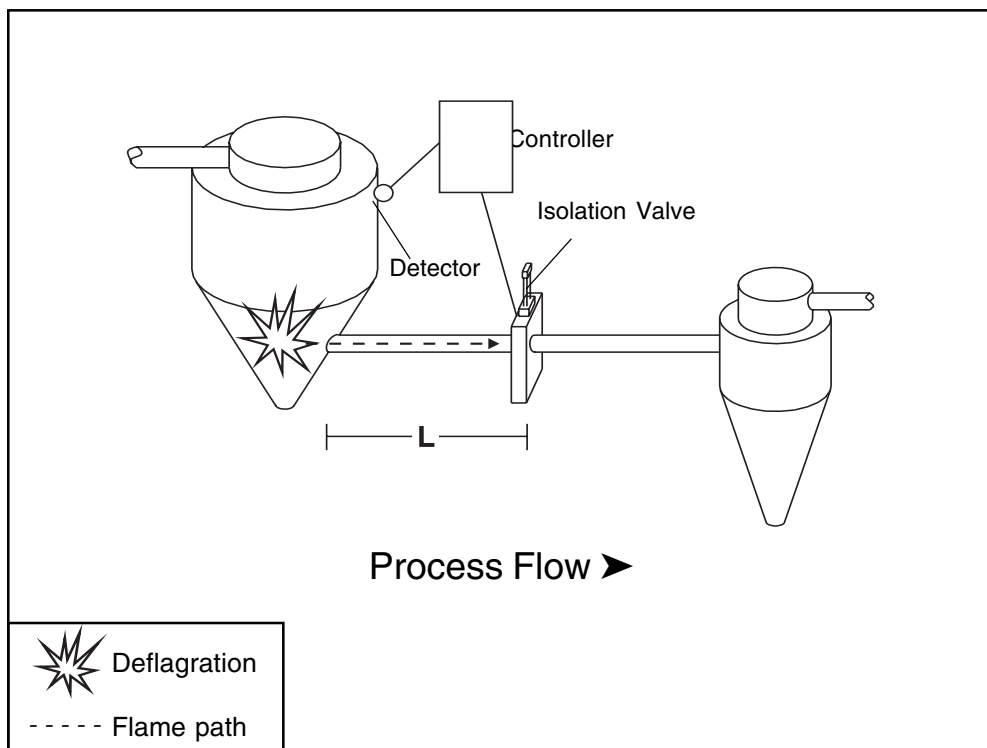 Controller
Isolation Valve
Detector
L
Process Flow ➤
Deflagration
Flame path